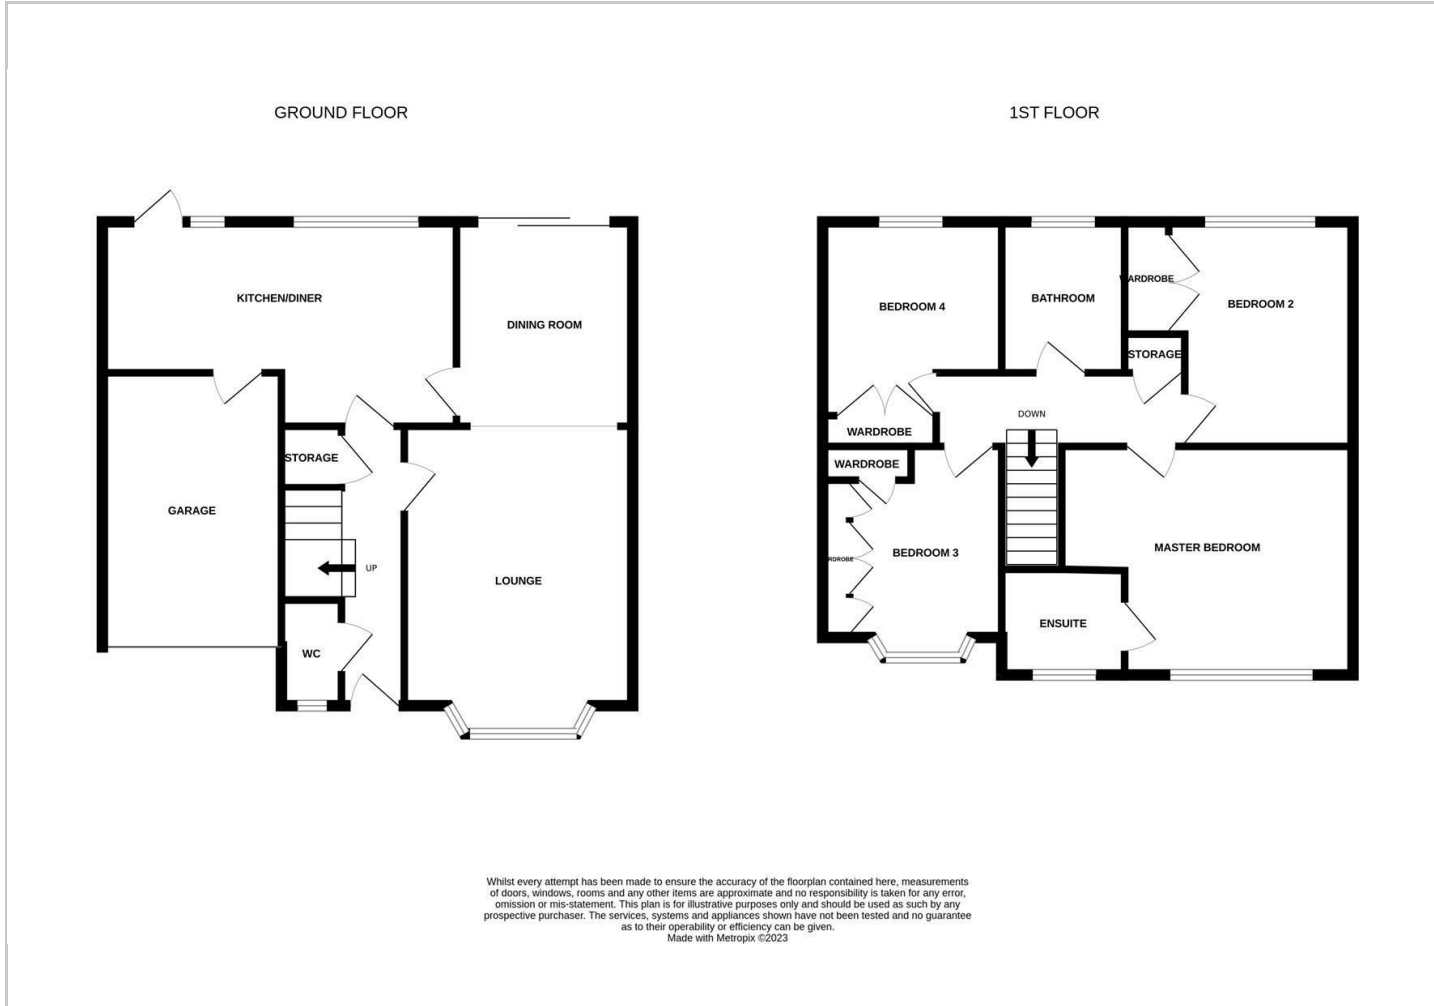 GROUND FLOOR
1ST FLOOR
KITCHEN/DINER
DINING ROOM
STORAGE
GARAGE
UP
LOUNGE
WC
BEDROOM 4
BATHROOM
WARDROBE
BEDROOM 2
STORAGE
DOWN
WARDROBE
WARDROBE
RDROBE
BEDROOM 3
MASTER BEDROOM
ENSUITE
Whilst every attempt has been made to ensure the accuracy of the floorplan contained here, measurements
of doors, windows, rooms and any other items are approximate and no responsibility is taken for any error,
omission or mis-statement. This plan is for illustrative purposes only and should be used as such by any
prospective purchaser. The services, systems and appliances shown have not been tested and no guarantee
as to their operability or efficiency can be given.
Made with Metropix ©2023